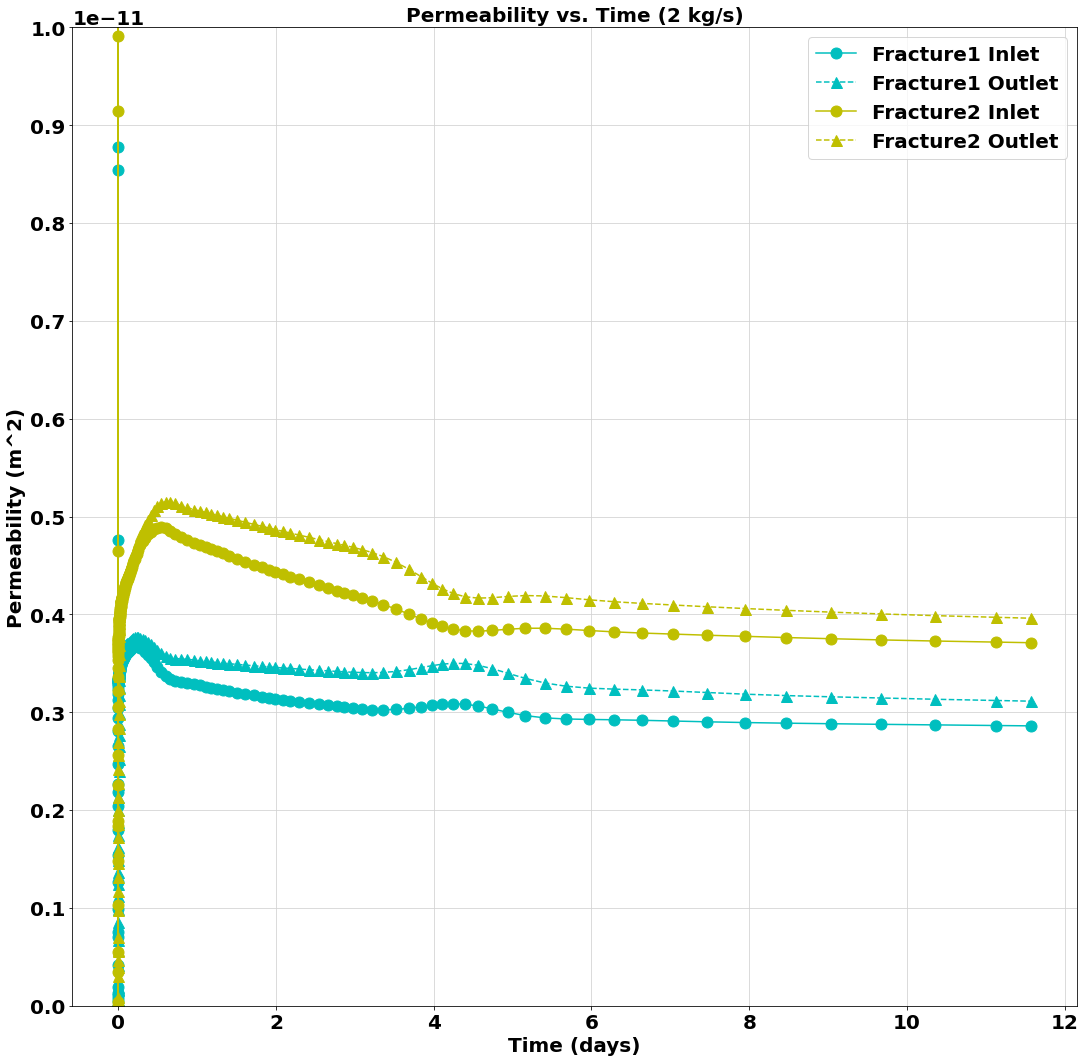 Permeability vs. Time (2 kg/s)
1e−11
Fracture1 Inlet
Fracture1 Outlet
Fracture2 Inlet
Fracture2 Outlet
Permeability (m^2)
1.0
0.9
0.8
0.7
0.6
0.5
0.4
0.3
0.2
0.1
0.0
0 2 4 6 8 10 12
Time (days)